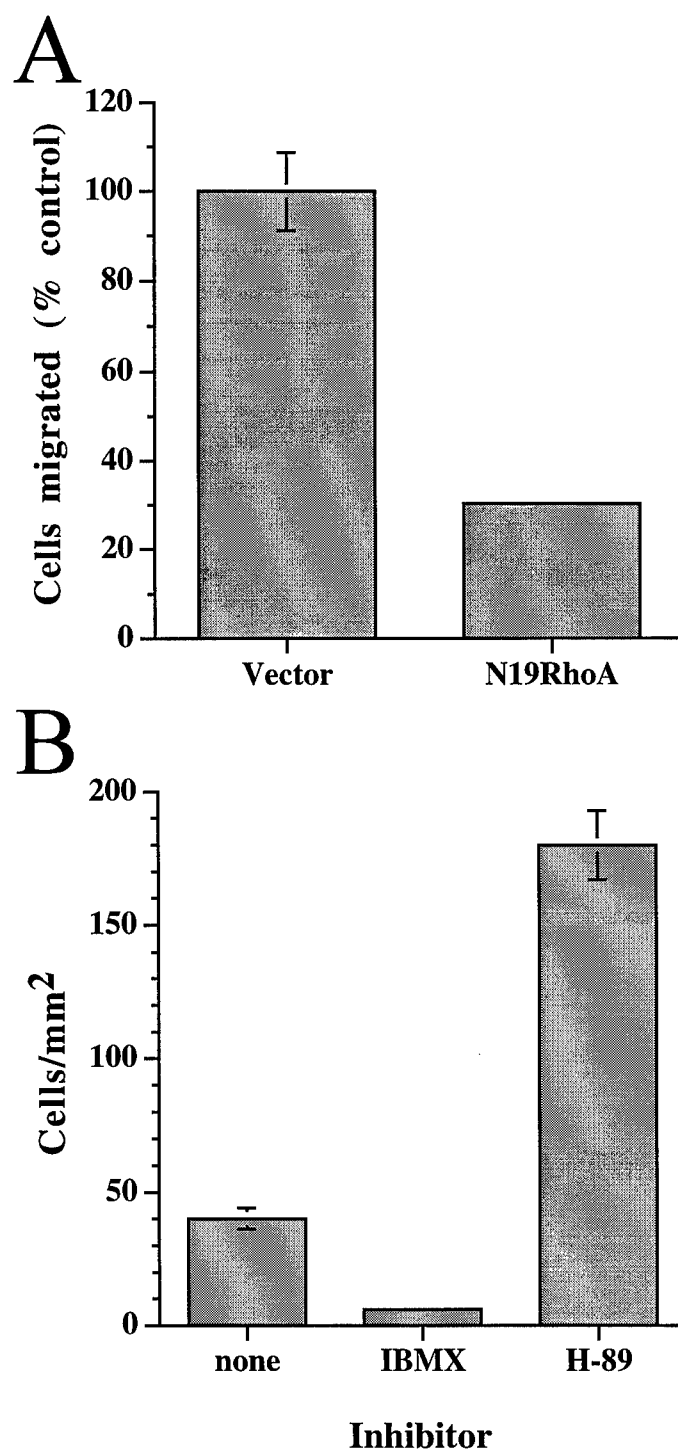 A
Cells migrated (% control)
120
100
80
60
40
20
0
Vector N19RhoA
B
Cells/mm²
200
150
100
50
0
none IBMX H-89
Inhibitor